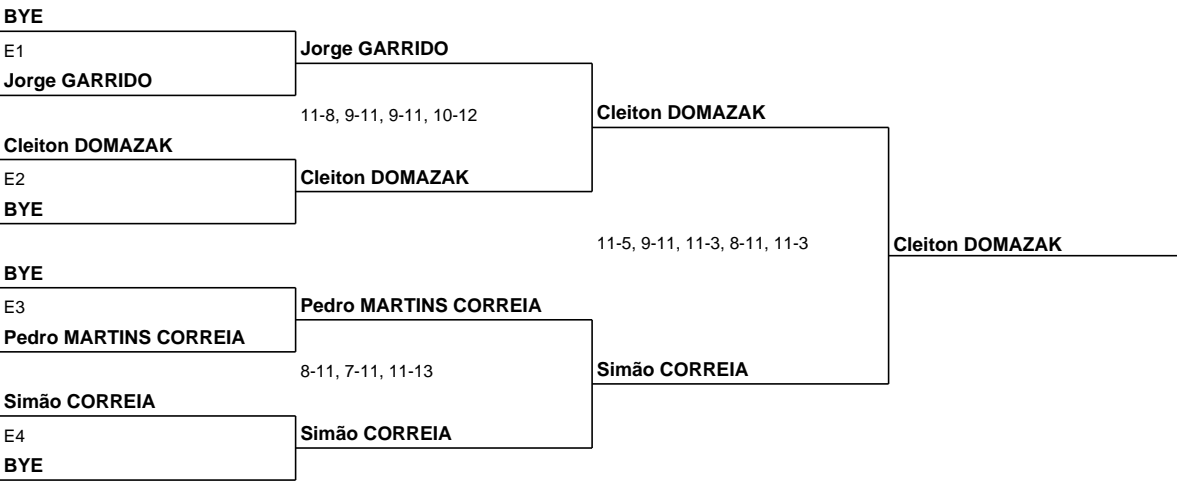 BYE
E1
Jorge GARRIDO
Jorge GARRIDO
11-8, 9-11, 9-11, 10-12
Cleiton DOMAZAK
Cleiton DOMAZAK
E2
Cleiton DOMAZAK
BYE
11-5, 9-11, 11-3, 8-11, 11-3
Cleiton DOMAZAK
BYE
E3
Pedro MARTINS CORREIA
Pedro MARTINS CORREIA
8-11, 7-11, 11-13
Simão CORREIA
Simão CORREIA
E4
Simão CORREIA
BYE